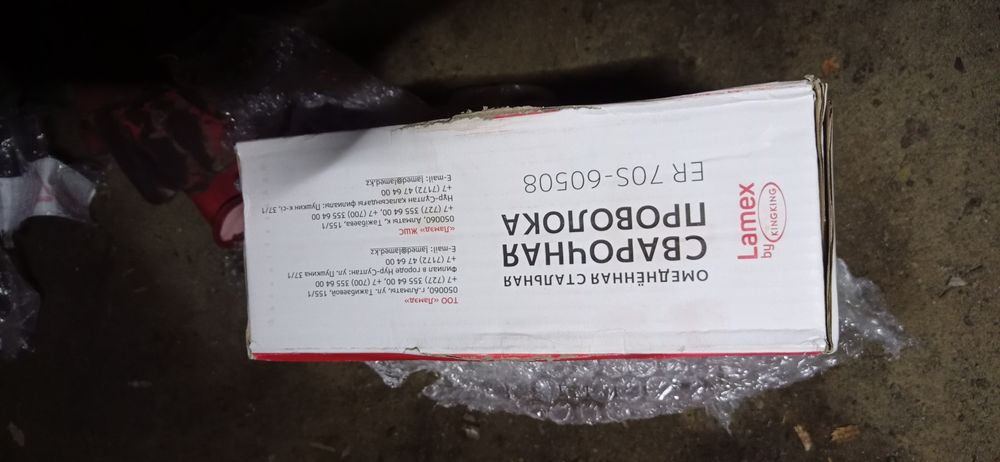 Lamex
by KINGKING
ОМЕДНЁННАЯ СТАЛЬНАЯ
СВАРОЧНАЯ
ПРОВОЛОКА
ER 70S-60508
ТОО «Ламэд»
050060, г.Алматы, ул. Тажибаевой, 155/1
+7 (727) 355 64 00, +7 (700) 355 64 00
Филиал в городе Нур-Султан: ул. Пушкина 37/1
+7 (7172) 47 64 00
E-mail: lamed@lamed.kz
«Ламэд» ЖШС
050060, Алматы қ, Тәжібаева, 155/1
+7 (727) 355 64 00, +7 (700) 355 64 00
Нур-Султан қаласындағы филиалы: Пушкин к-сі, 37/1
+7 (7172) 47 64 00
E-mail: lamed@lamed.kz